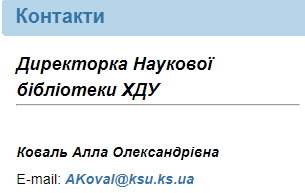 Контакти
Директорка Наукової
бібліотеки ХДУ
Коваль Алла Олександрівна
E-mail: AKoval@ksu.ks.ua